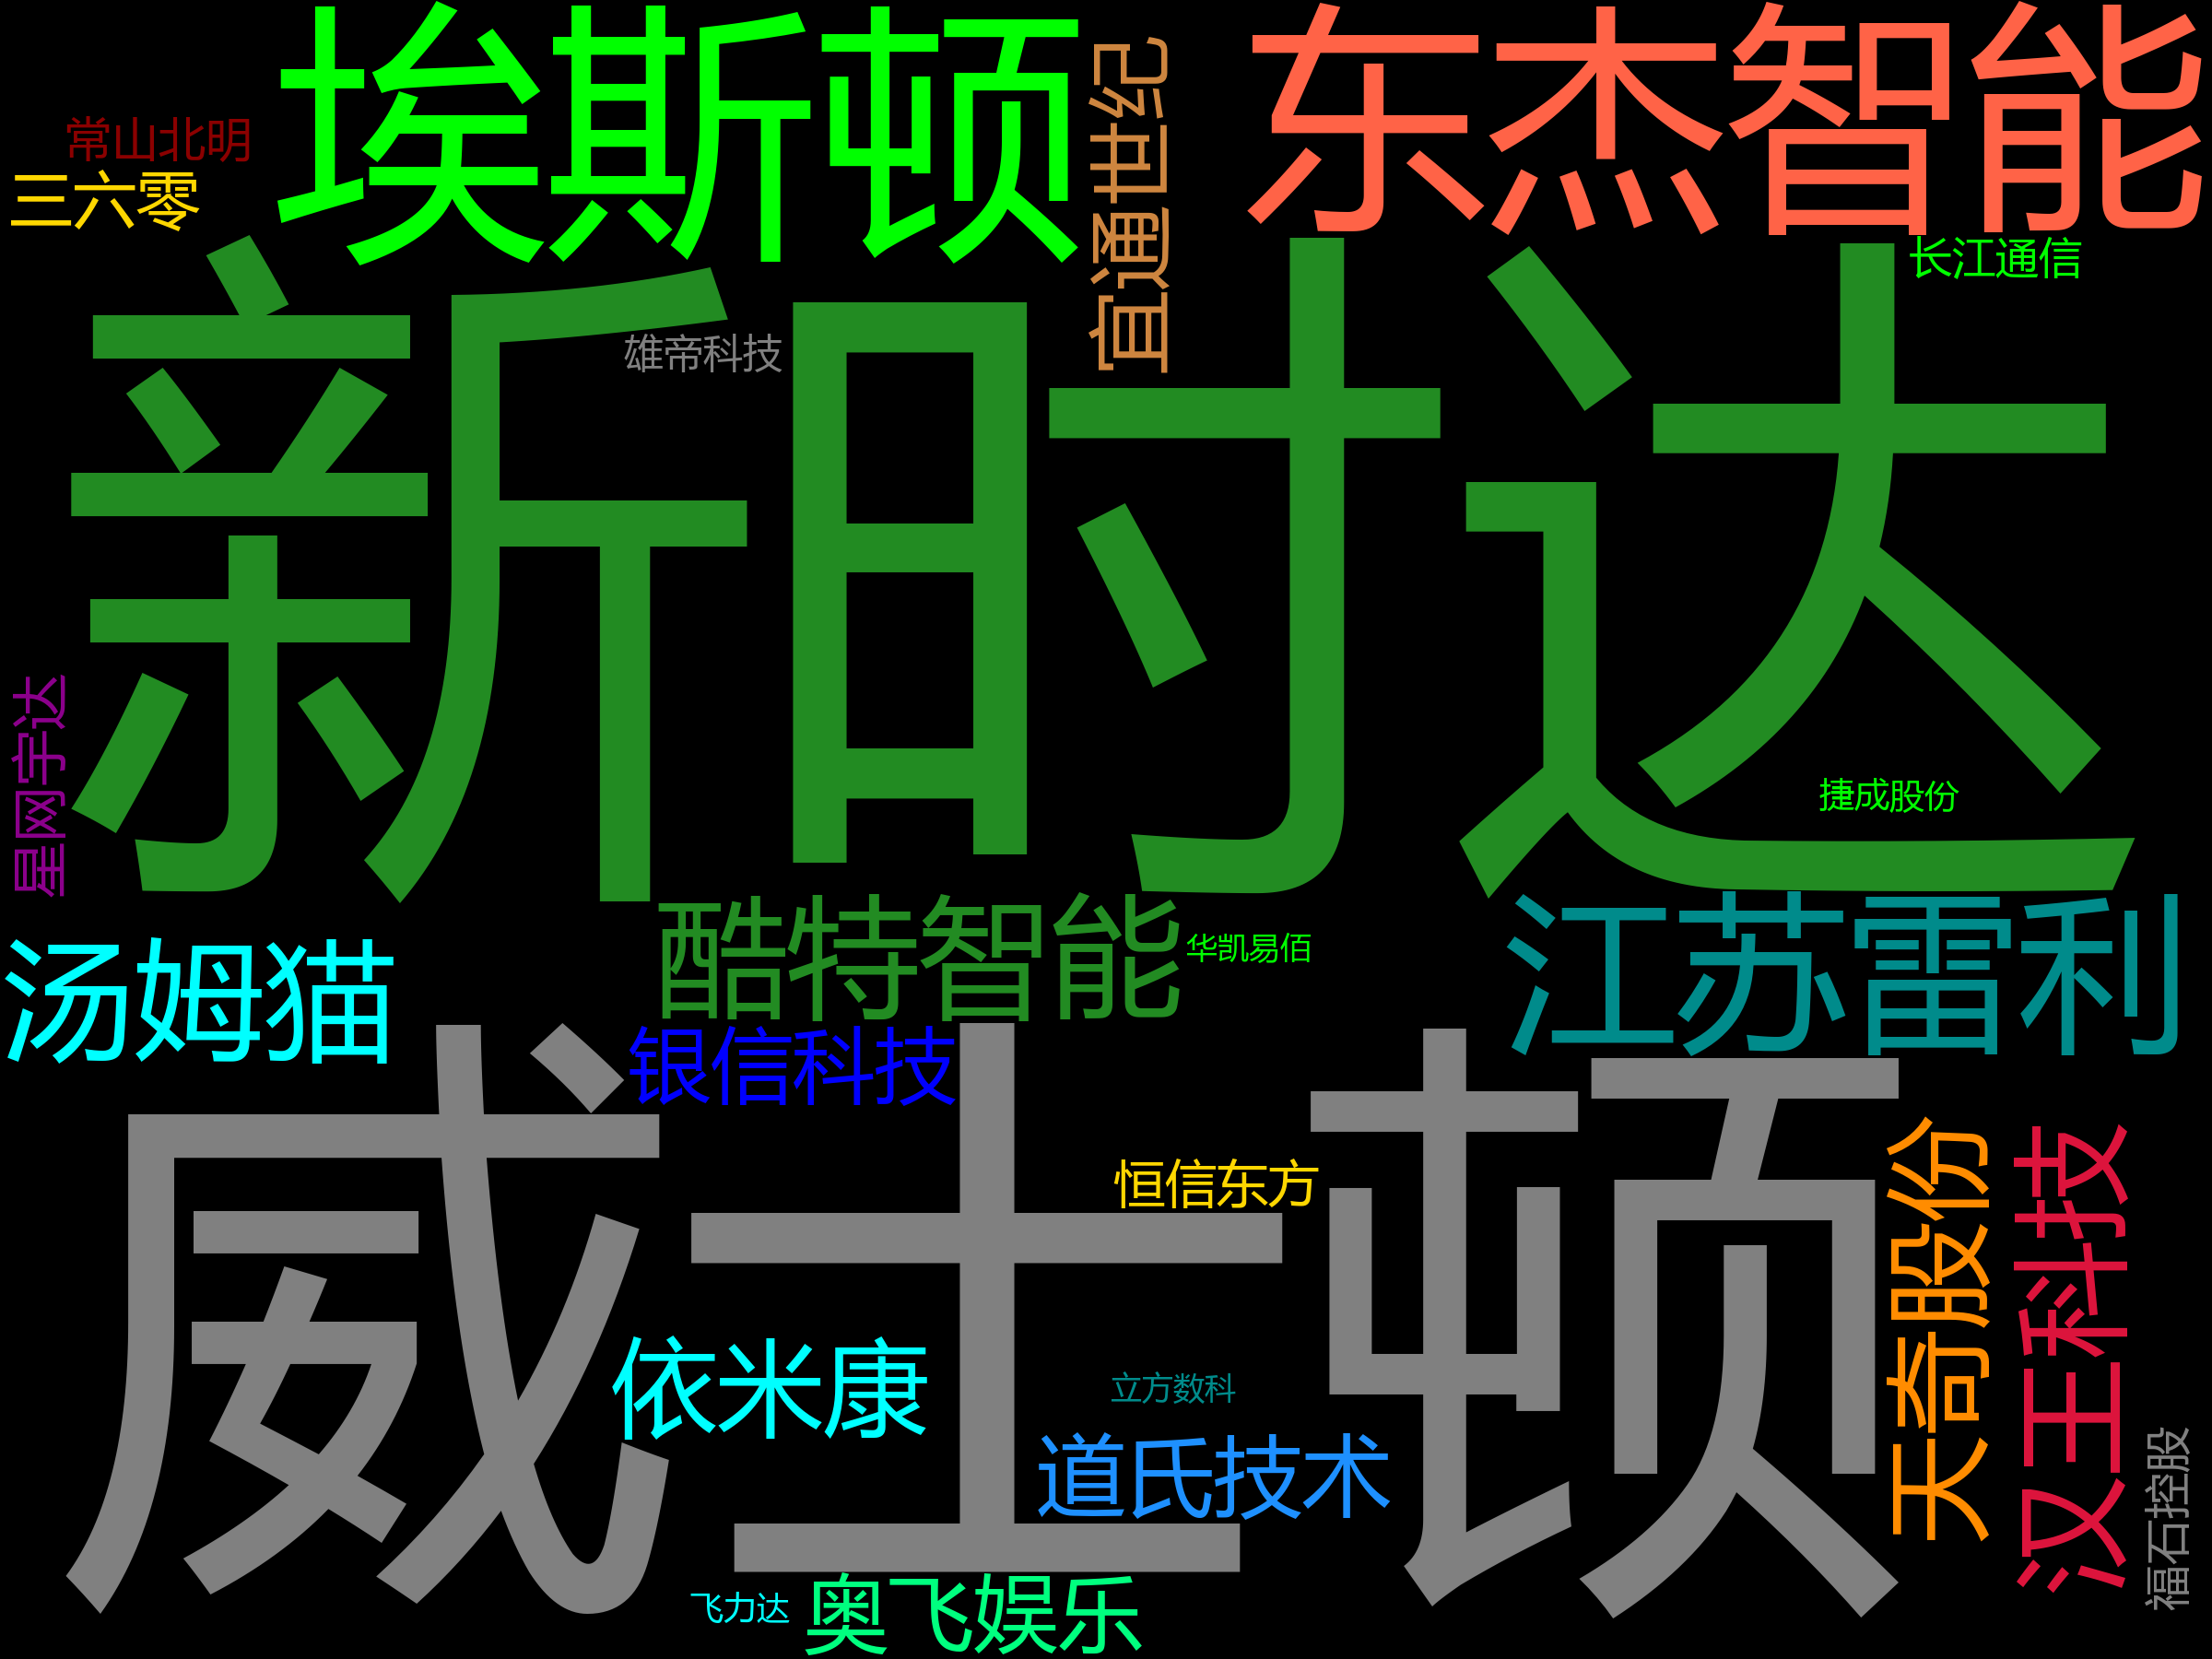 埃斯顿
东杰智能
宜通世纪
常山北明
三六零
长江通信
新时达
雄帝科技
星网宇达
捷成股份
酷特智能
华凯易佰
江苏雷利
汤姆猫
银信科技
威士顿
恒信东方
天奇股份
汉王科技
依米康
立方数科
道氏技术
福石控股
飞力达
奥飞娱乐